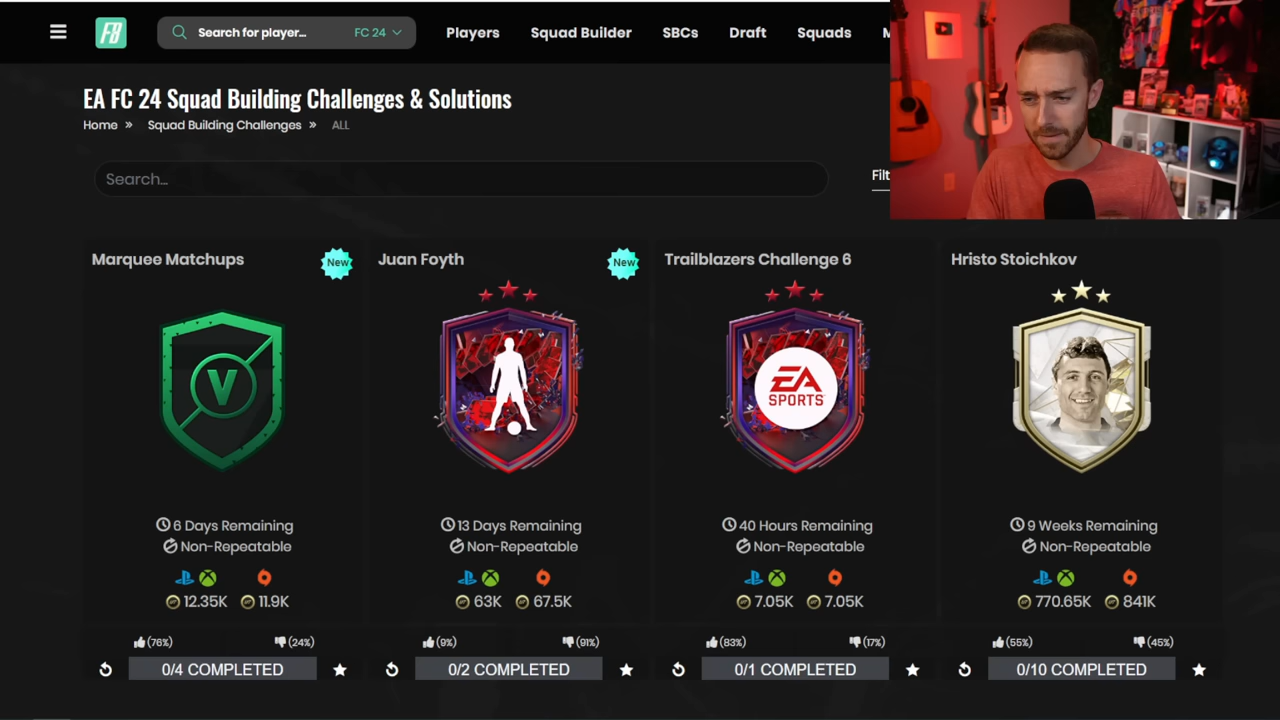 FB
Search for player...
FC 24
Players
Squad Builder
SBCs
Draft
Squads
M
EA FC 24 Squad Building Challenges & Solutions
Home » Squad Building Challenges » ALL
Search...
Filt
Marquee Matchups
New
V
6 Days Remaining
Non-Repeatable
12.35K
11.9K
(76%)
(24%)
0/4 COMPLETED
Juan Foyth
New
13 Days Remaining
Non-Repeatable
63K
67.5K
(9%)
(91%)
0/2 COMPLETED
Trailblazers Challenge 6
EA
SPORTS
40 Hours Remaining
Non-Repeatable
7.05K
7.05K
(83%)
(17%)
0/1 COMPLETED
Hristo Stoichkov
9 Weeks Remaining
Non-Repeatable
770.65K
841K
(55%)
(45%)
0/10 COMPLETED